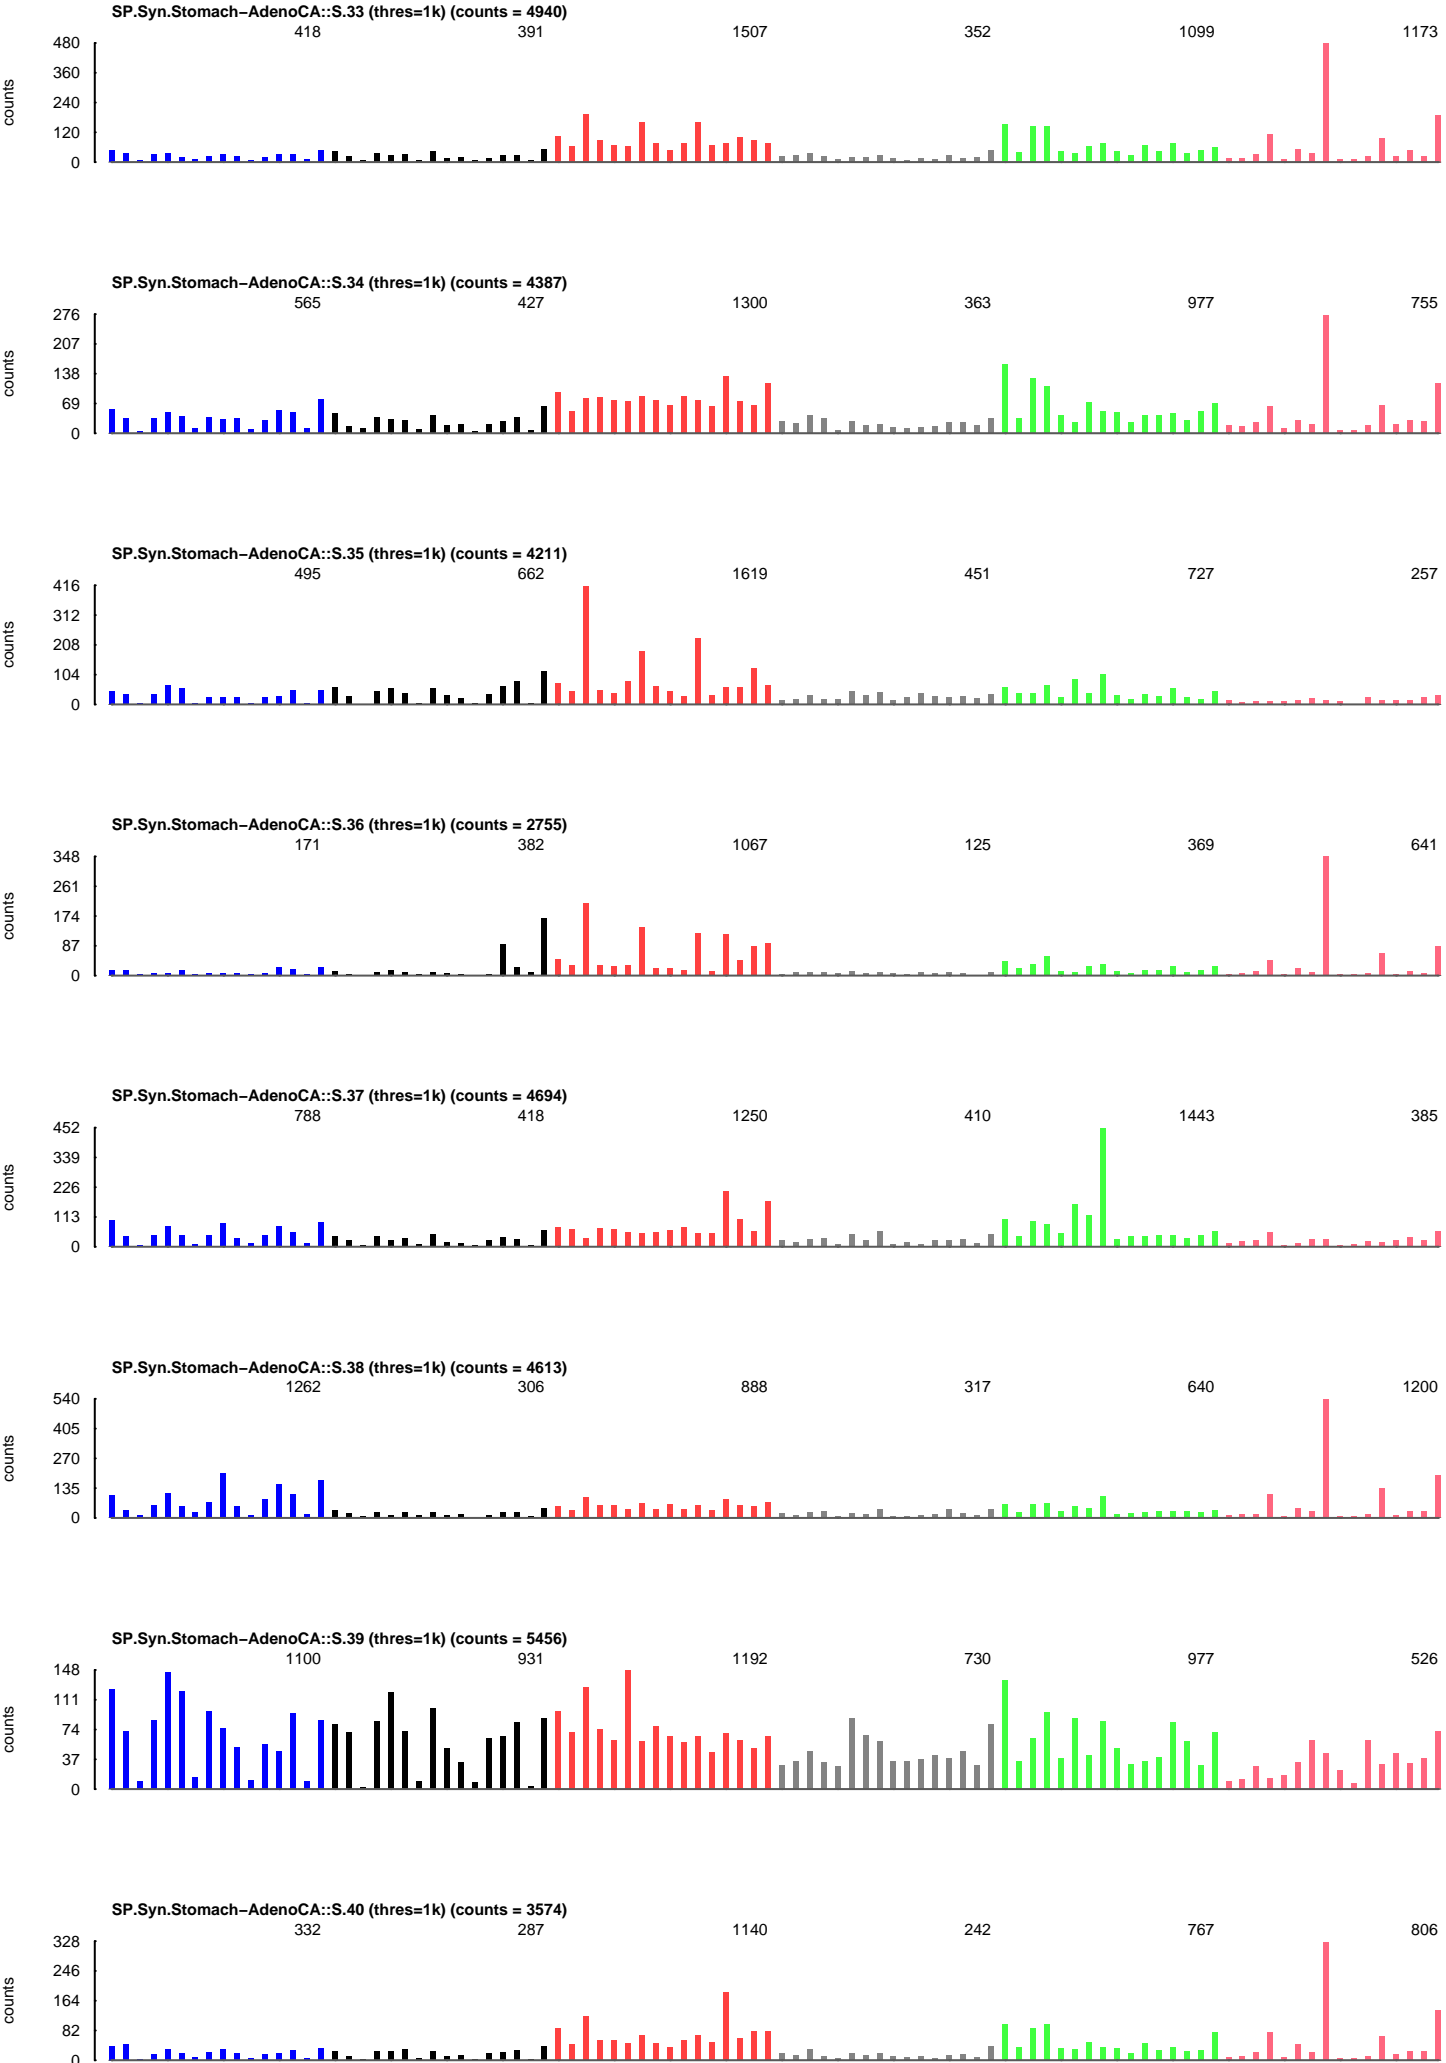 SP.Syn.Stomach−AdenoCA::S.33 (thres=1k) (counts = 4940)
418 391 1507 352 1099 1173
480
360
240
120
0
counts
SP.Syn.Stomach−AdenoCA::S.34 (thres=1k) (counts = 4387)
565 427 1300 363 977 755
276
207
138
69
0
counts
SP.Syn.Stomach−AdenoCA::S.35 (thres=1k) (counts = 4211)
495 662 1619 451 727 257
416
312
208
104
0
counts
SP.Syn.Stomach−AdenoCA::S.36 (thres=1k) (counts = 2755)
171 382 1067 125 369 641
348
261
174
87
0
counts
SP.Syn.Stomach−AdenoCA::S.37 (thres=1k) (counts = 4694)
788 418 1250 410 1443 385
452
339
226
113
0
counts
SP.Syn.Stomach−AdenoCA::S.38 (thres=1k) (counts = 4613)
1262 306 888 317 640 1200
540
405
270
135
0
counts
SP.Syn.Stomach−AdenoCA::S.39 (thres=1k) (counts = 5456)
1100 931 1192 730 977 526
148
111
74
37
0
counts
SP.Syn.Stomach−AdenoCA::S.40 (thres=1k) (counts = 3574)
332 287 1140 242 767 806
328
246
164
82
0
counts